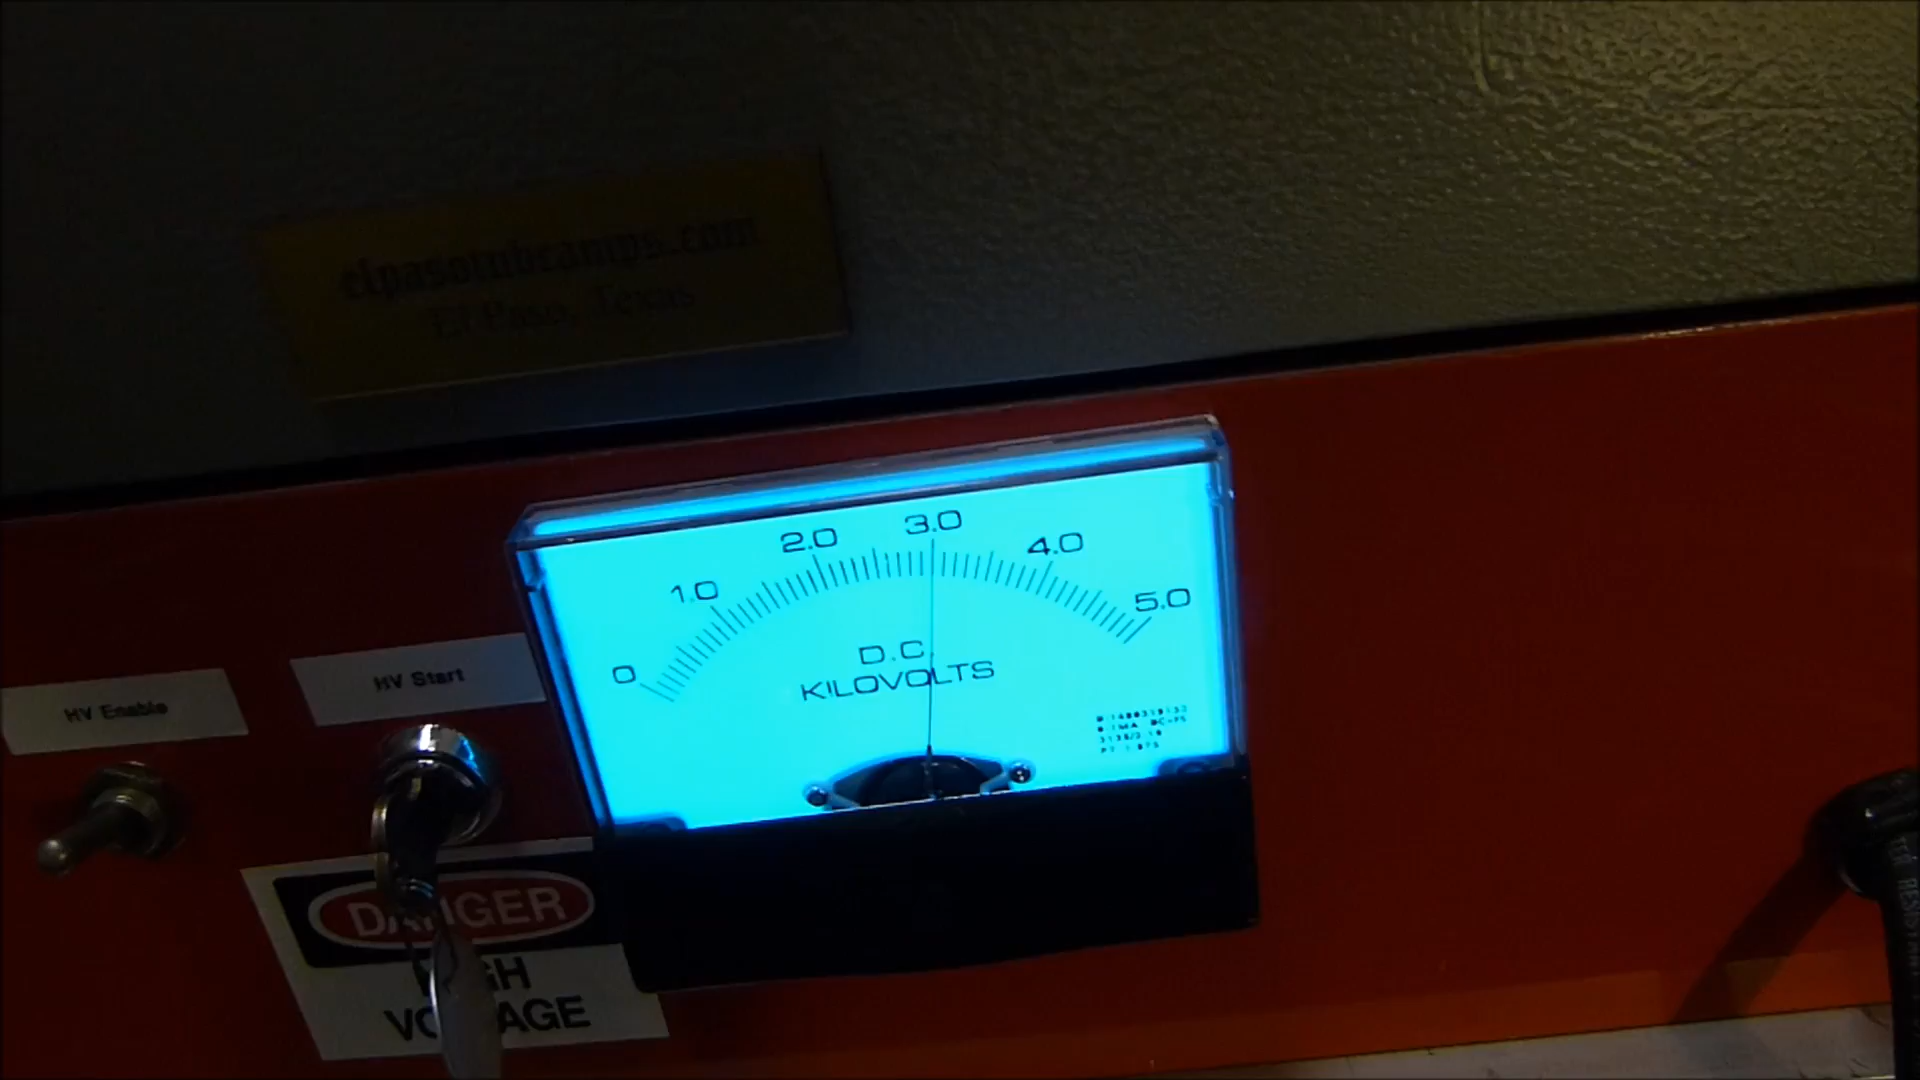 elpasotubeamps.com
El Paso, Texas
0 1.0 2.0 3.0 4.0 5.0
D.C.
KILOVOLTS
HV Enable
HV Start
DANGER
HIGH
VOLTAGE